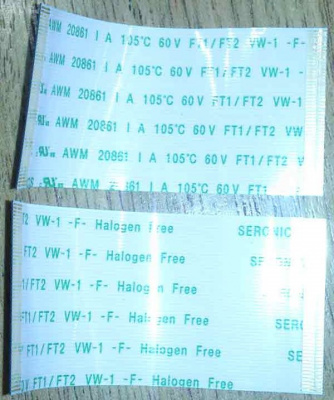 AWM 20861 I A 105°C 60V FT1/FT2 VW-1 -F-
AWM 20861 I A 105°C 60V FT1/FT2 VW-1
AWM 20861 I A 105°C 60V FT1/FT2 VW-1
AWM 20861 I A 105°C 60V FT1/FT2 VW
AWM 20861 I A 105°C 60V FT1/FT2
AWM 20861 I A 105°C 60V FT1
FT2 VW-1 -F- Halogen Free SERONIC
FT2 VW-1 -F- Halogen Free
/FT2 VW-1 -F- Halogen Free
FT1/FT2 VW-1 -F- Halogen Free
FT1/FT2 VW-1 -F- Halogen Free
FT1/FT2 VW-1 -F- Halogen Free